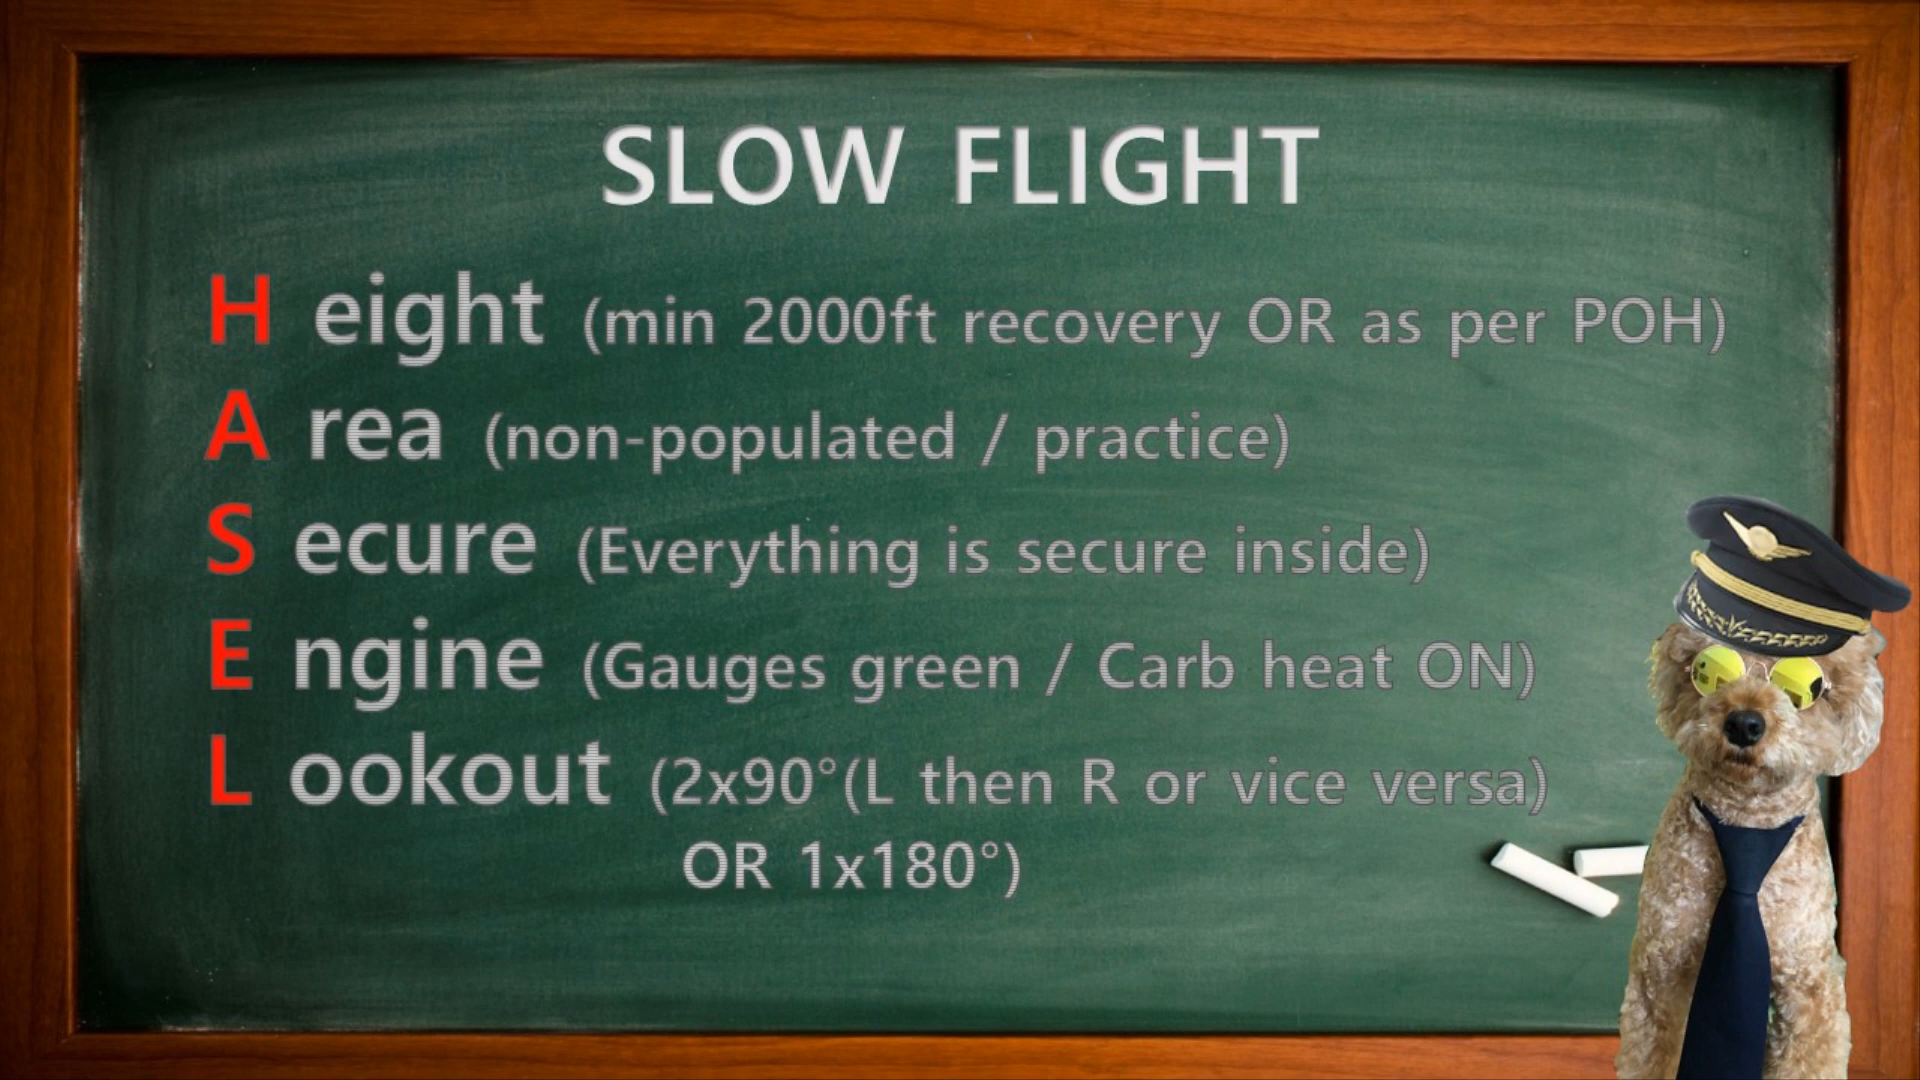 SLOW FLIGHT
H eight (min 2000ft recovery OR as per POH)
A rea (non-populated / practice)
S ecure (Everything is secure inside)
E ngine (Gauges green / Carb heat ON)
L ookout (2x90°(L then R or vice versa)
OR 1x180°)